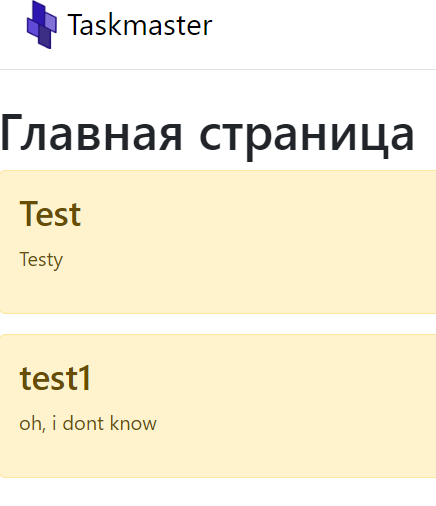 Taskmaster
Главная страница
Test
Testy
test1
oh, i dont know